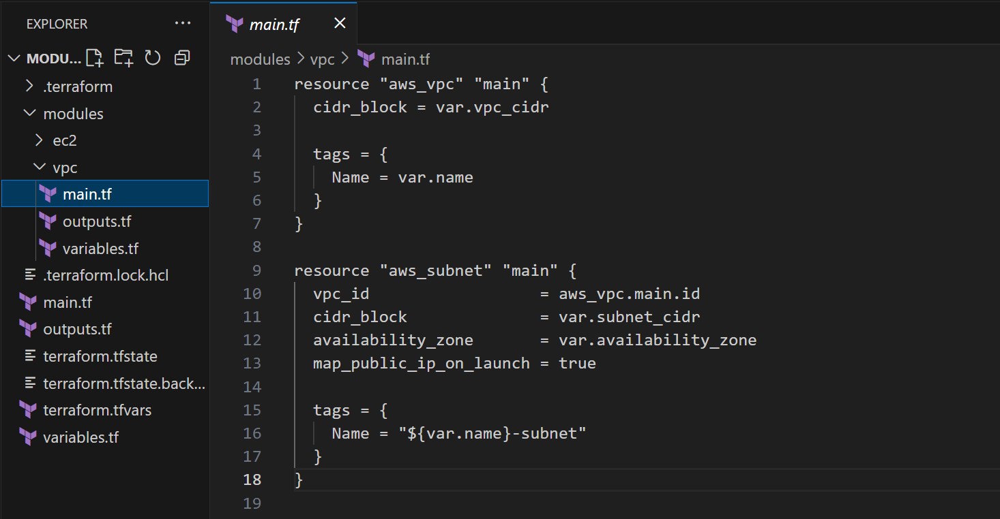 EXPLORER ...
MODU...
.terraform
modules
ec2
vpc
main.tf
outputs.tf
variables.tf
.terraform.lock.hcl
main.tf
outputs.tf
terraform.tfstate
terraform.tfstate.back...
terraform.tfvars
variables.tf
main.tf
modules > vpc > main.tf
1 resource "aws_vpc" "main" {
2   cidr_block = var.vpc_cidr
3
4   tags = {
5     Name = var.name
6   }
7 }
8
9 resource "aws_subnet" "main" {
10   vpc_id                  = aws_vpc.main.id
11   cidr_block              = var.subnet_cidr
12   availability_zone       = var.availability_zone
13   map_public_ip_on_launch = true
14
15   tags = {
16     Name = "${var.name}-subnet"
17   }
18 }
19